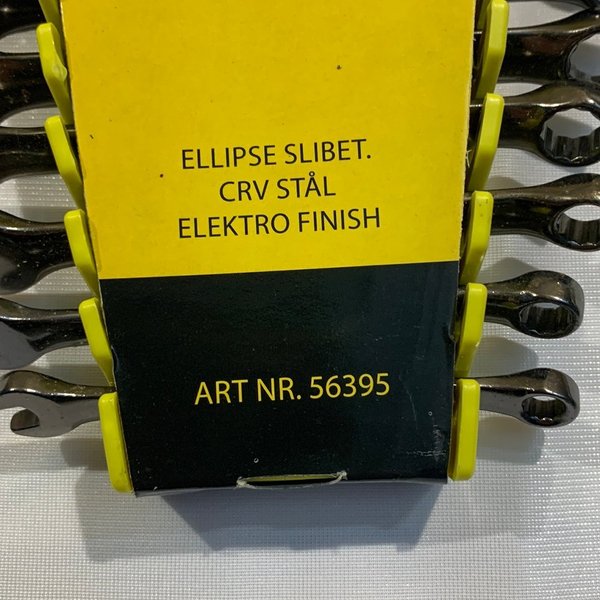 ELLIPSE SLIBET.
CRV STÅL
ELEKTRO FINISH
ART NR. 56395